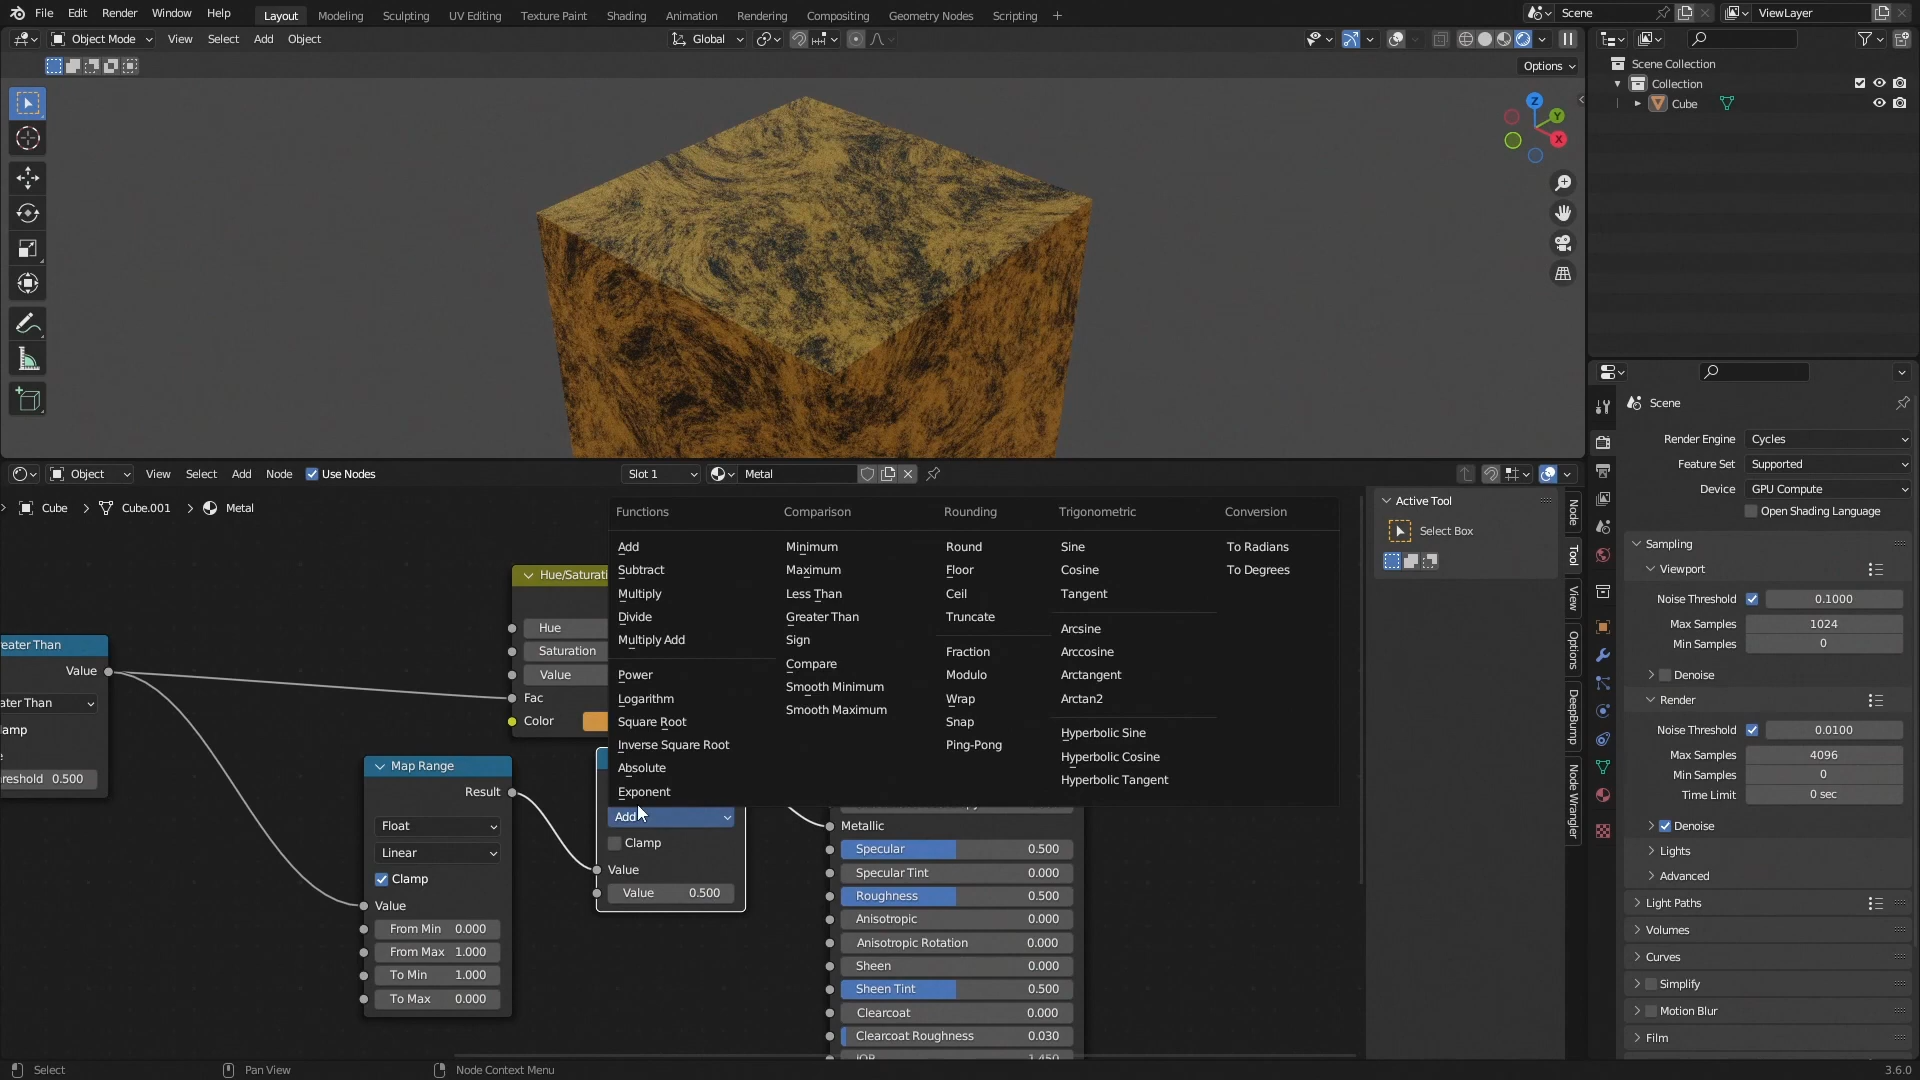 File Edit Render Window Help Layout Modeling Sculpting UV Editing Texture Paint Shading Animation Rendering Compositing Geometry Nodes Scripting + Scene ViewLayer
Object Mode View Select Add Object Global
Options
Scene Collection
Collection
Cube
Z
Y
X
Object View Select Add Node Use Nodes Slot 1 Metal
Cube > Cube.001 > Metal
Functions Comparison Rounding Trigonometric Conversion
Add Minimum Round Sine To Radians
Subtract Maximum Floor Cosine To Degrees
Multiply Less Than Ceil Tangent
Divide Greater Than Truncate
Arcsine
Multiply Add Sign
Fraction Arccosine
Compare
Power Modulo Arctangent
Smooth Minimum
Logarithm Wrap Arctan2
Smooth Maximum
Square Root Snap
Hyperbolic Sine
Inverse Square Root Ping-Pong
Hyperbolic Cosine
Absolute
Hyperbolic Tangent
Exponent
Add
Clamp
Value
Value 0.500
eater Than
Value
ater Than
amp
e
reshold 0.500
Hue/Saturati
Hue
Saturation
Value
Fac
Color
Map Range
Result
Float
Linear
Clamp
Value
From Min 0.000
From Max 1.000
To Min 1.000
To Max 0.000
Metallic
Specular 0.500
Specular Tint 0.000
Roughness 0.500
Anisotropic 0.000
Anisotropic Rotation 0.000
Sheen 0.000
Sheen Tint 0.500
Clearcoat 0.000
Clearcoat Roughness 0.030
IOR 1.450
Active Tool
Select Box
Node
Tool
View
Options
DeepBump
Node Wrangler
Scene
Render Engine Cycles
Feature Set Supported
Device GPU Compute
Open Shading Language
Sampling
Viewport
Noise Threshold 0.1000
Max Samples 1024
Min Samples 0
Denoise
Render
Noise Threshold 0.0100
Max Samples 4096
Min Samples 0
Time Limit 0 sec
Denoise
Lights
Advanced
Light Paths
Volumes
Curves
Simplify
Motion Blur
Film
Select Pan View Node Context Menu 3.6.0